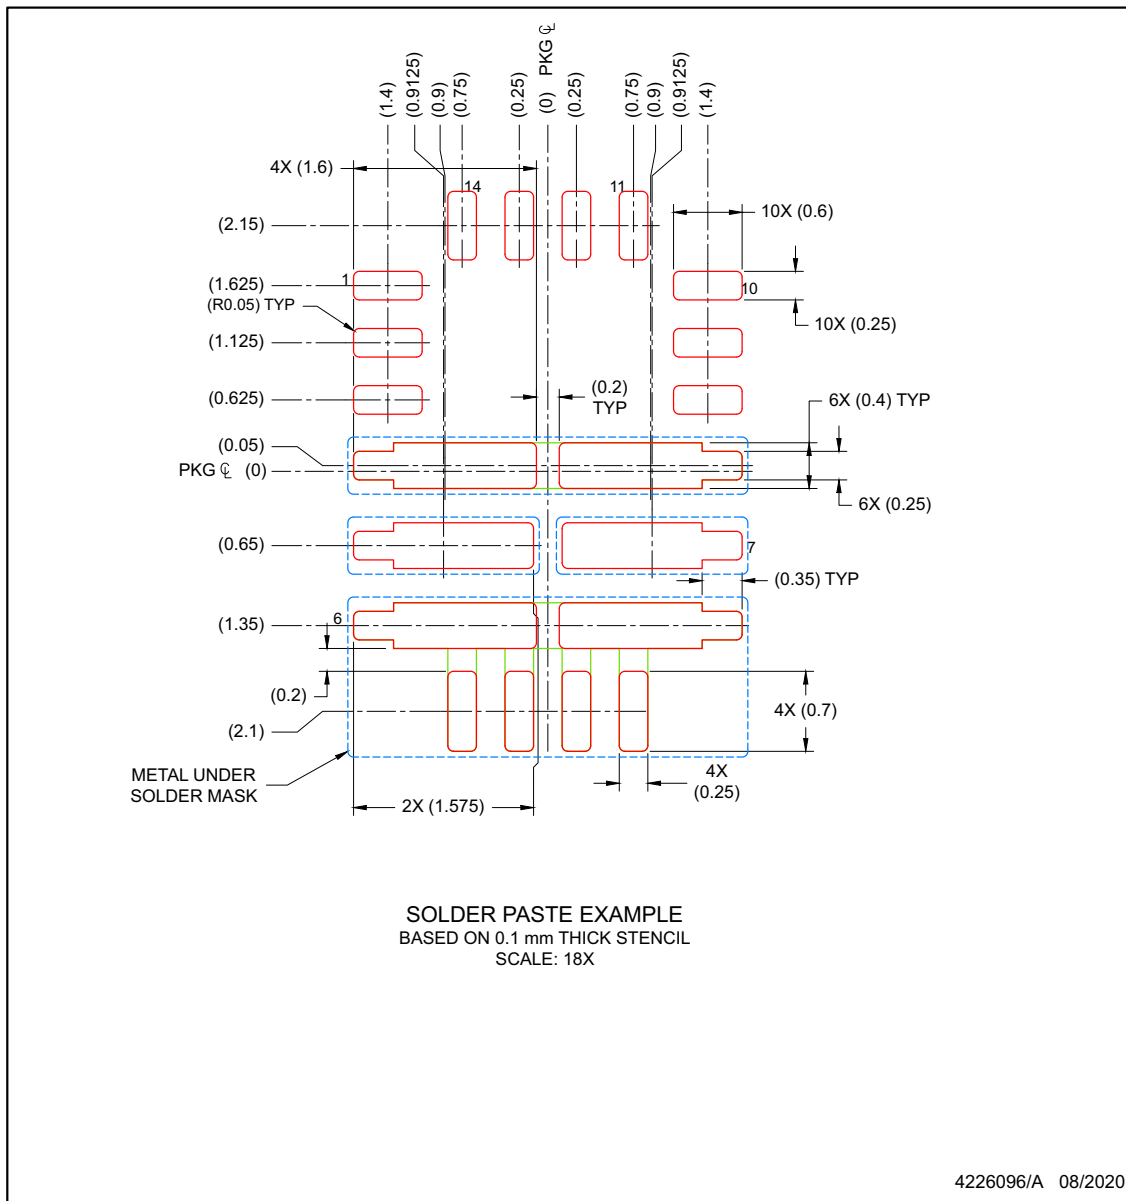 (1.4)
(0.9125)
(0.9)
(0.75)
(0.25)
(0) PKG ℄
(0.25)
(0.75)
(0.9)
(0.9125)
(1.4)
4X (1.6)
14
11
10X (0.6)
(2.15)
1
(1.625)
10
(R0.05) TYP
10X (0.25)
(1.125)
(0.625)
(0.2)
TYP
6X (0.4) TYP
(0.05)
PKG ℄ (0)
6X (0.25)
(0.65)
7
(0.35) TYP
6
(1.35)
(0.2)
4X (0.7)
(2.1)
METAL UNDER
SOLDER MASK
4X
(0.25)
2X (1.575)
SOLDER PASTE EXAMPLE
BASED ON 0.1 mm THICK STENCIL
SCALE: 18X
4226096/A 08/2020